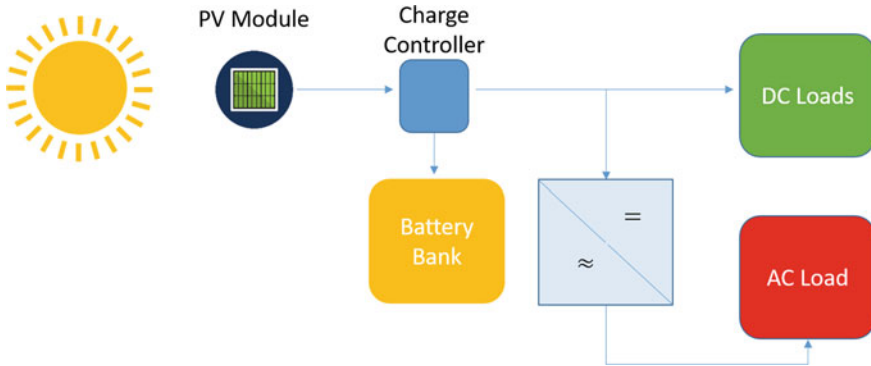 PV Module
Charge
Controller
DC Loads
Battery
Bank
=
≈
AC Load